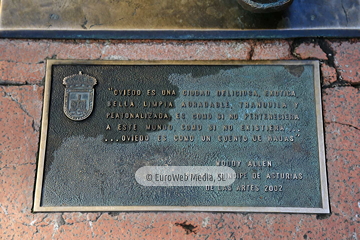 "OVIEDO ES UNA CIUDAD DELICIOSA, EXOTICA,
BELLA, LIMPIA, AGRADABLE, TRANQUILA Y
PEATONALIZADA; ES COMO SI NO PERTENECIERA
A ESTE MUNDO, COMO SI NO EXISTIERA...
...OVIEDO ES COMO UN CUENTO DE HADAS."
WOODY ALLEN
© EuroWeb Media, SL
DE ASTURIAS
DE LAS ARTES 2002